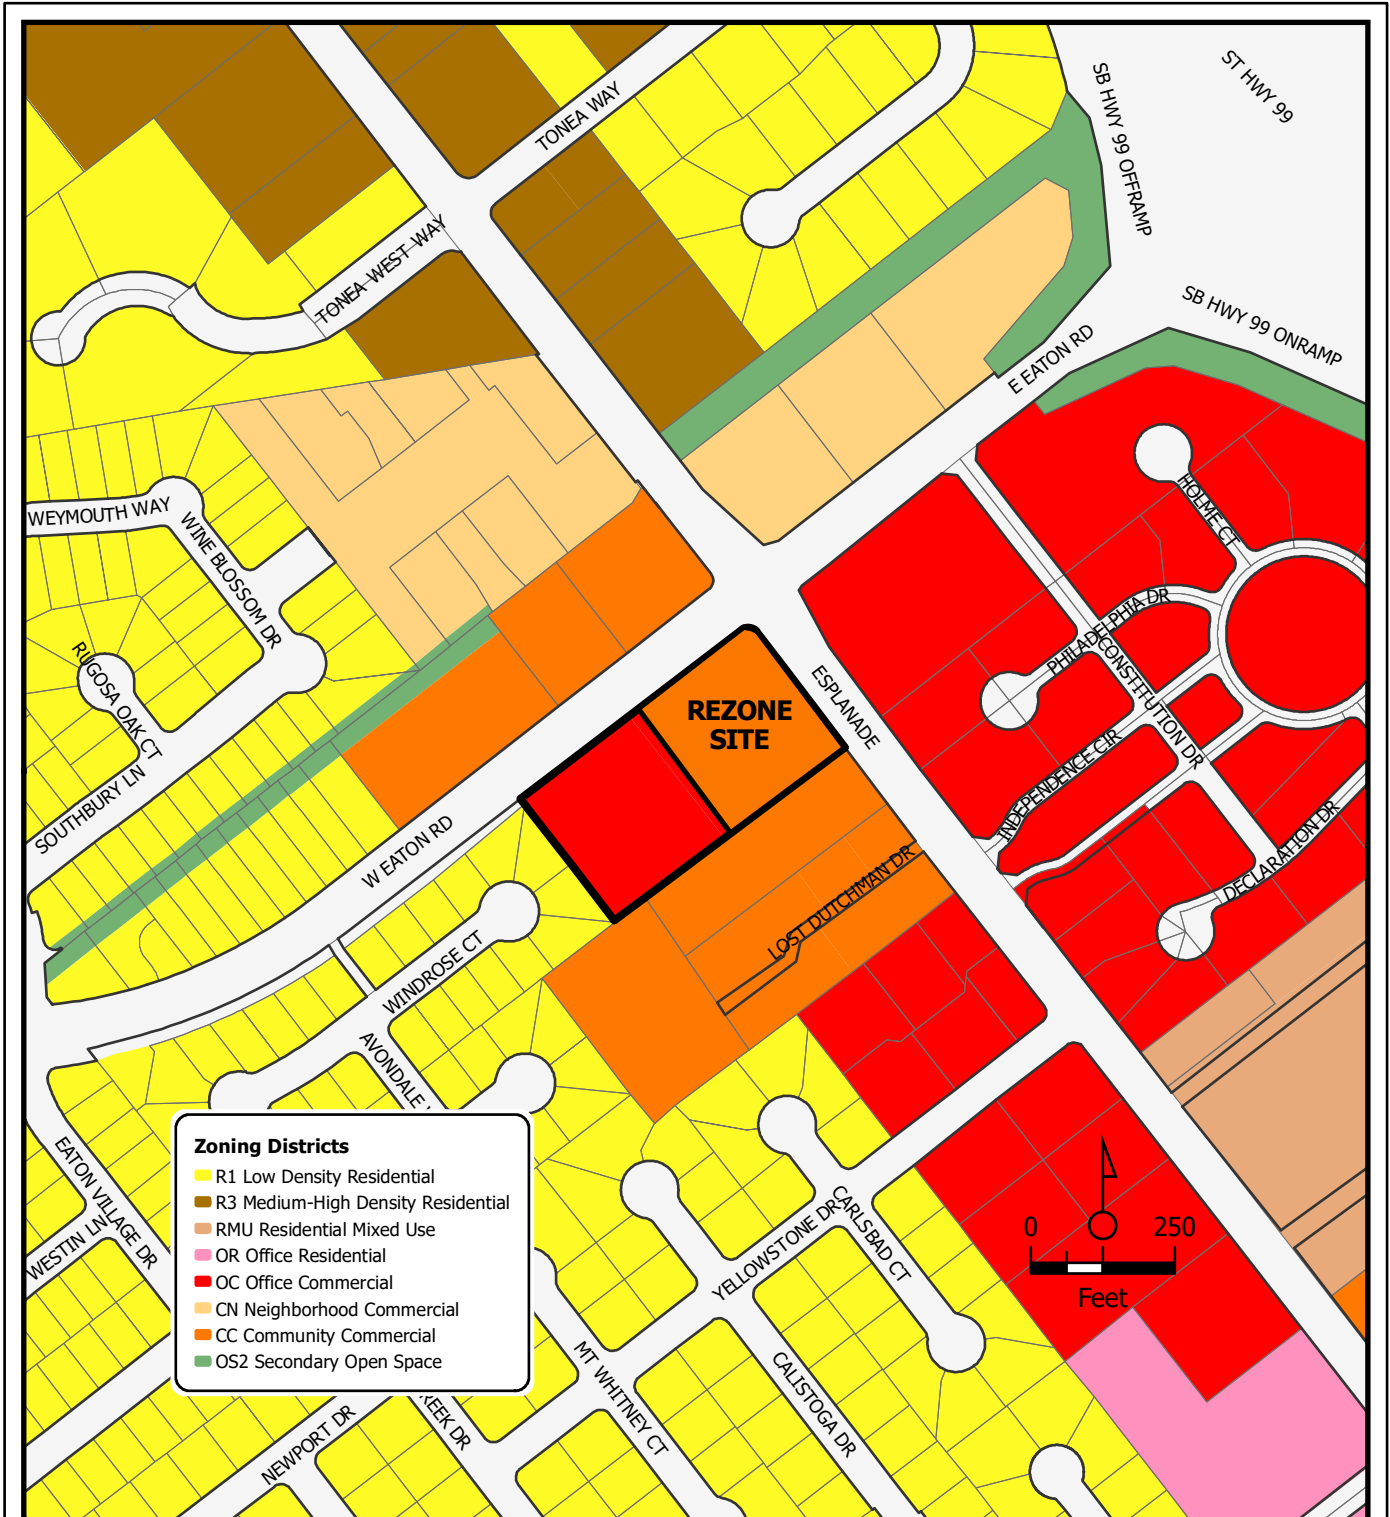 TONEA WAY
SB HWY 99 OFFRAMP
ST HWY 99
TONEA WEST WAY
SB HWY 99 ONRAMP
E EATON RD
WEYMOUTH WAY
WINE BLOSSOM DR
HOLME CT
PHILADELPHIA DR
RUGOSA OAK CT
CONSTITUTION DR
ESPLANADE
REZONE
SITE
INDEPENDENCE CIR
SOUTHBURY LN
W EATON RD
DECLARATION DR
LOST DUTCHMAN DR
WINDROSE CT
AVONDALE
EATON VILLAGE DR
WESTIN LN
Zoning Districts
R1 Low Density Residential
R3 Medium-High Density Residential
RMU Residential Mixed Use
OR Office Residential
OC Office Commercial
CN Neighborhood Commercial
CC Community Commercial
OS2 Secondary Open Space
CARLSBAD CT
YELLOWSTONE DR
0 250
Feet
MT WHITNEY CT
CALISTOGA DR
REEK DR
NEWPORT DR